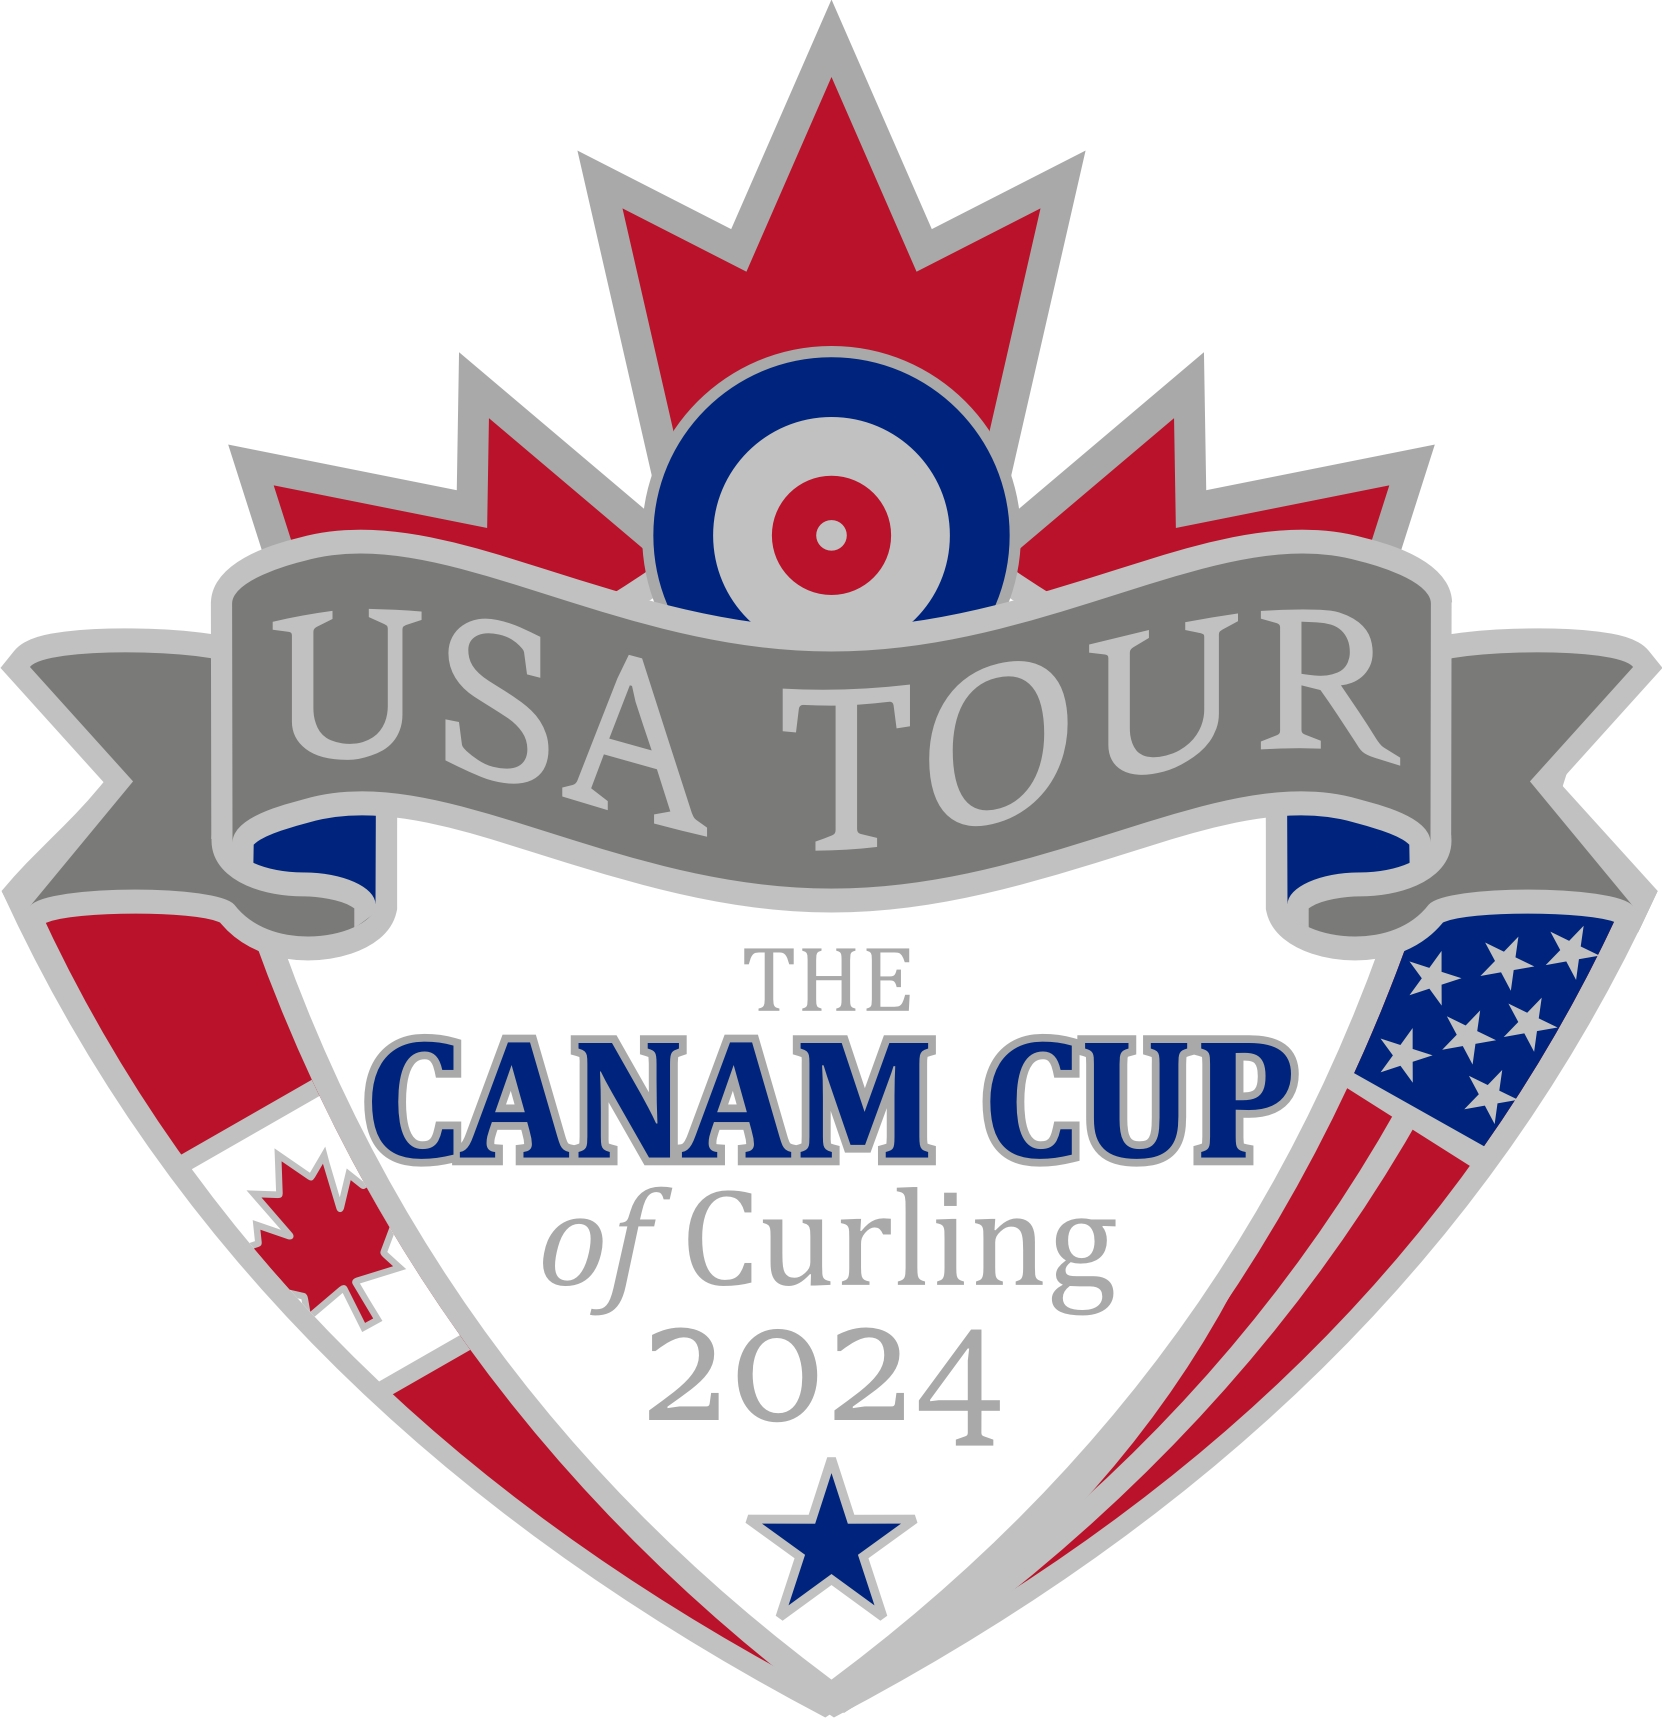 USA TOUR
THE
CANAM CUP
of Curling
2024